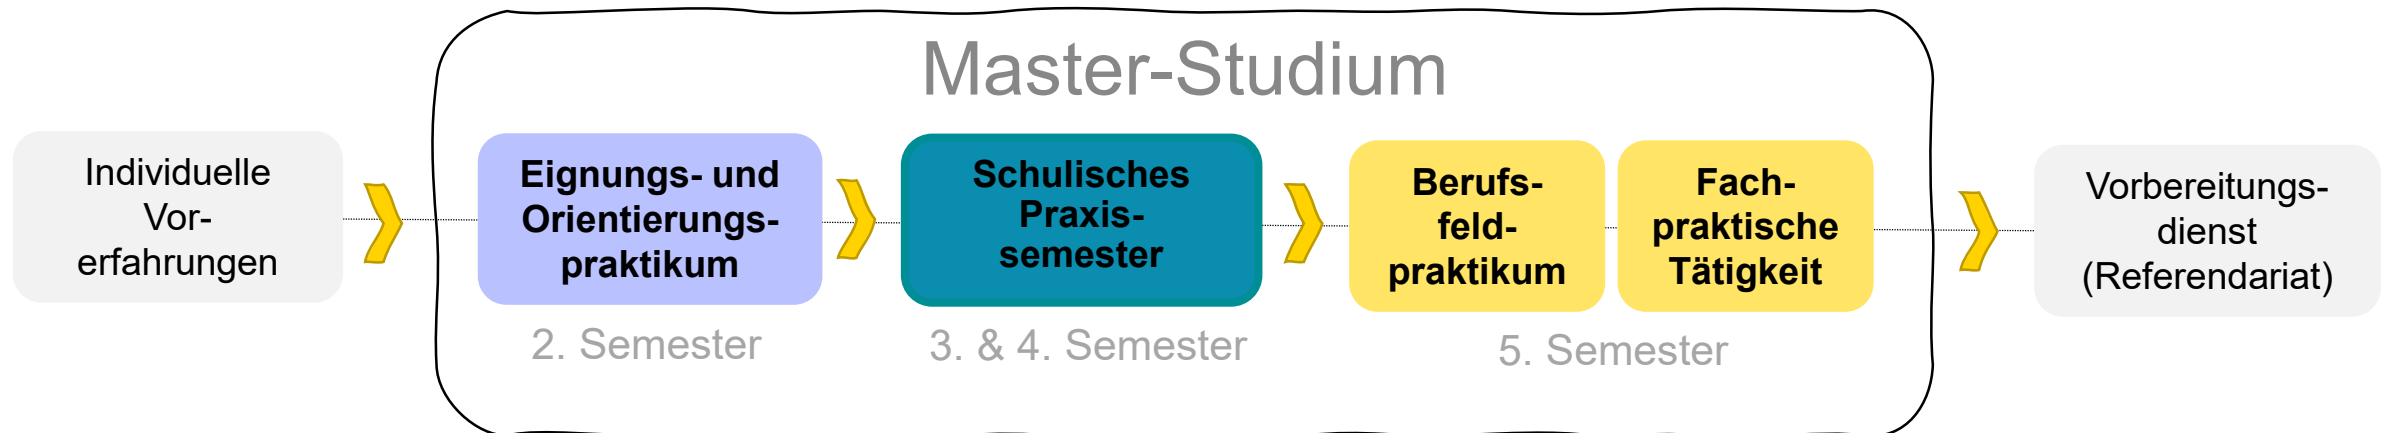 Master-Studium
Individuelle
Vor-
erfahrungen
Eignungs- und
Orientierungs-
praktikum
2. Semester
Schulisches
Praxis-
semester
3. & 4. Semester
Berufs-
feld-
praktikum
Fach-
praktische
Tätigkeit
5. Semester
Vorbereitungs-
dienst
(Referendariat)